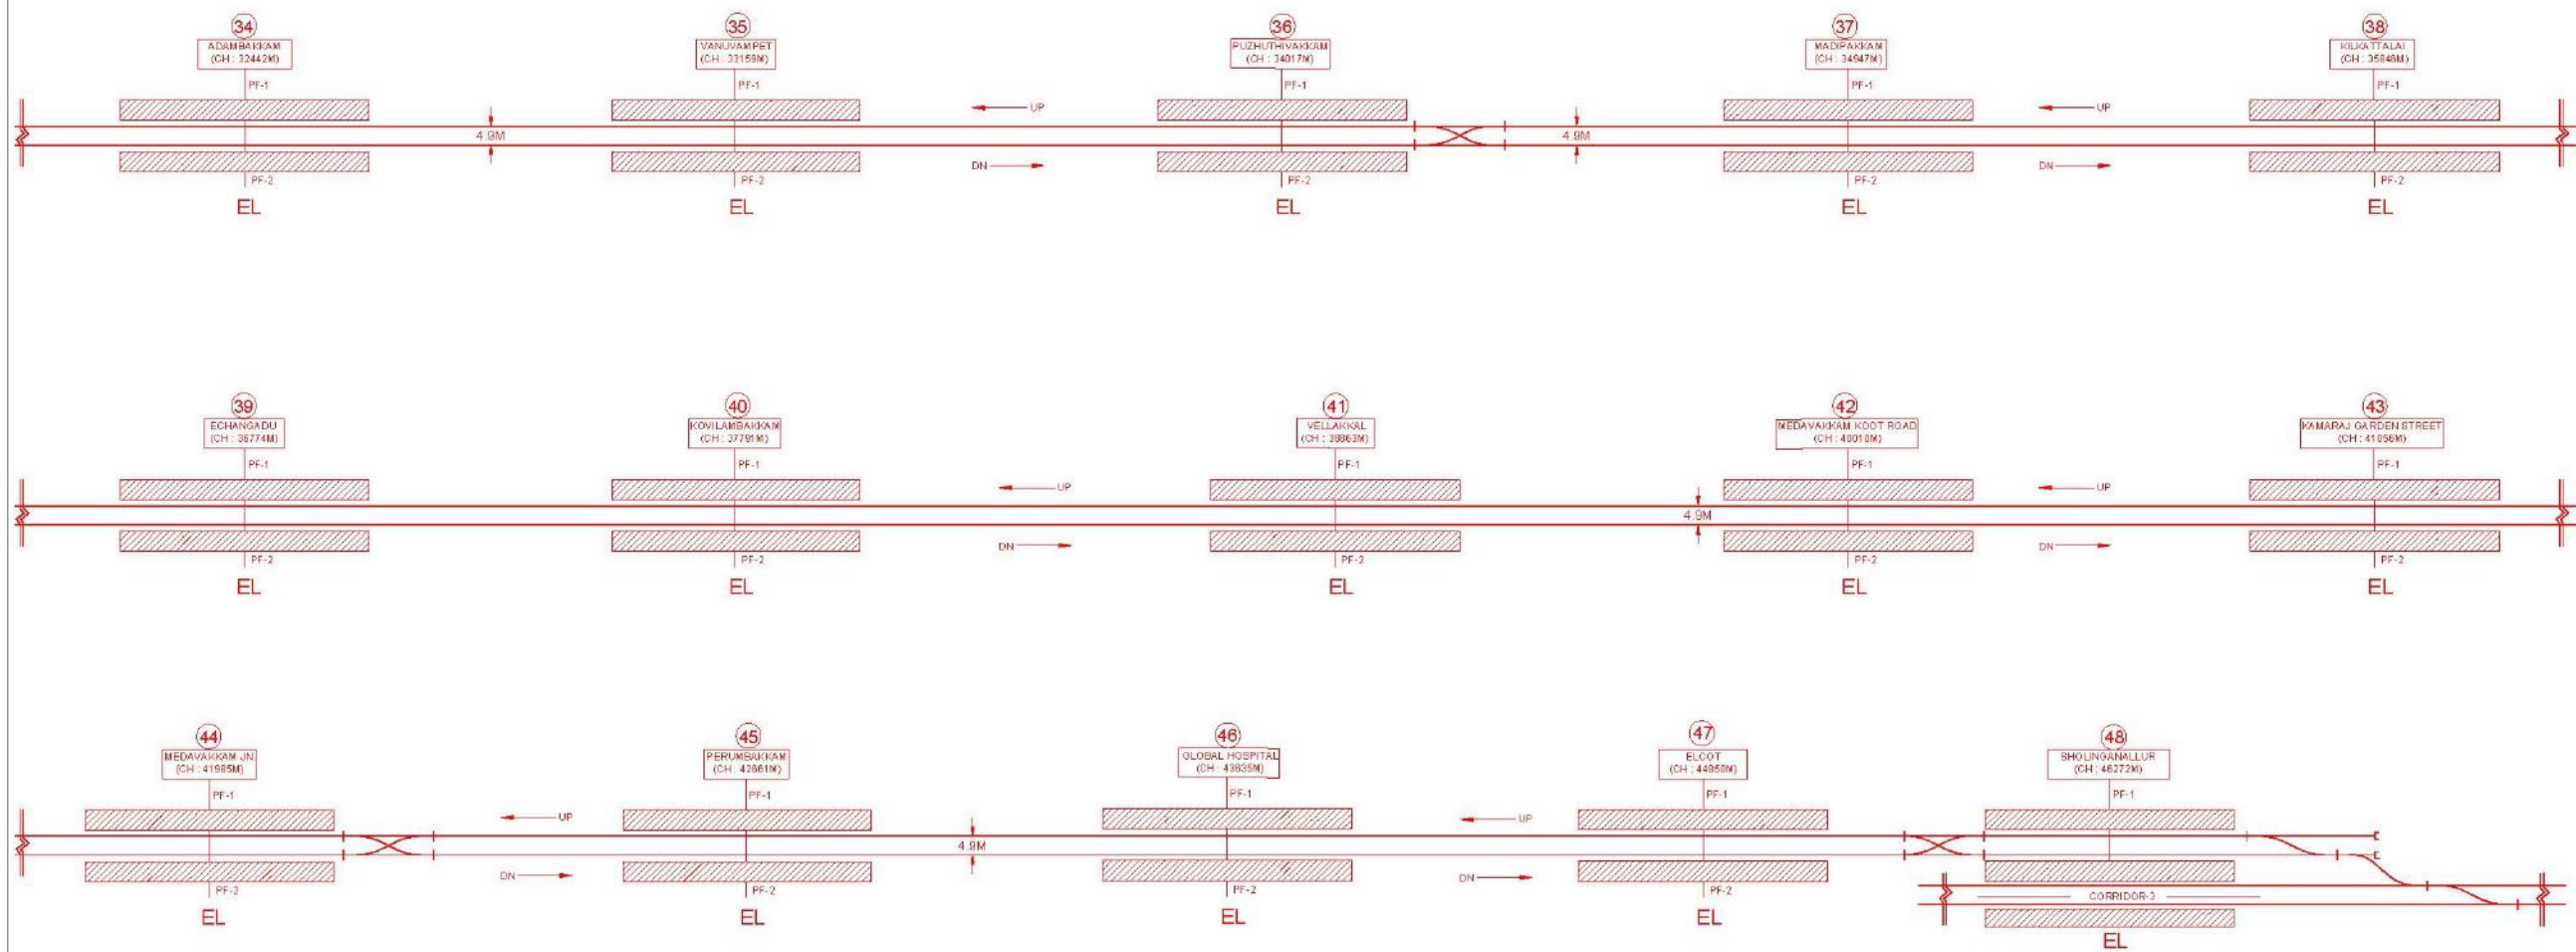 34
35
36
37
38
ADAMBAKKAM
(CH : 32442M)
VANUVAMPET
(CH : 33159M)
PUZHUTHIVAKKAM
(CH : 34017M)
MADIPAKKAM
(CH : 34947M)
KILKATTALAI
(CH : 35846M)
PF-1
PF-1
PF-1
PF-1
PF-1
UP
UP
4.9M
4.9M
DN
DN
PF-2
PF-2
PF-2
PF-2
PF-2
EL
EL
EL
EL
EL
39
40
41
42
43
ECHANGADU
(CH : 36774M)
KOVILAMBAKKAM
(CH : 37791M)
VELLAKKAL
(CH : 38863M)
MEDAVAKKAM KOOT ROAD
(CH : 40018M)
KAMARAJ GARDEN STREET
(CH : 41056M)
PF-1
PF-1
PF-1
PF-1
PF-1
UP
UP
4.9M
DN
DN
PF-2
PF-2
PF-2
PF-2
PF-2
EL
EL
EL
EL
EL
44
45
46
47
48
MEDAVAKKAM JN.
(CH : 41985M)
PERUMBAKKAM
(CH : 42861M)
GLOBAL HOSPITAL
(CH : 43635M)
ELCOT
(CH : 44950M)
SHOLINGANALLUR
(CH : 46272M)
PF-1
PF-1
PF-1
PF-1
PF-1
UP
UP
4.9M
DN
DN
PF-2
PF-2
PF-2
PF-2
CORRIDOR-3
EL
EL
EL
EL
EL